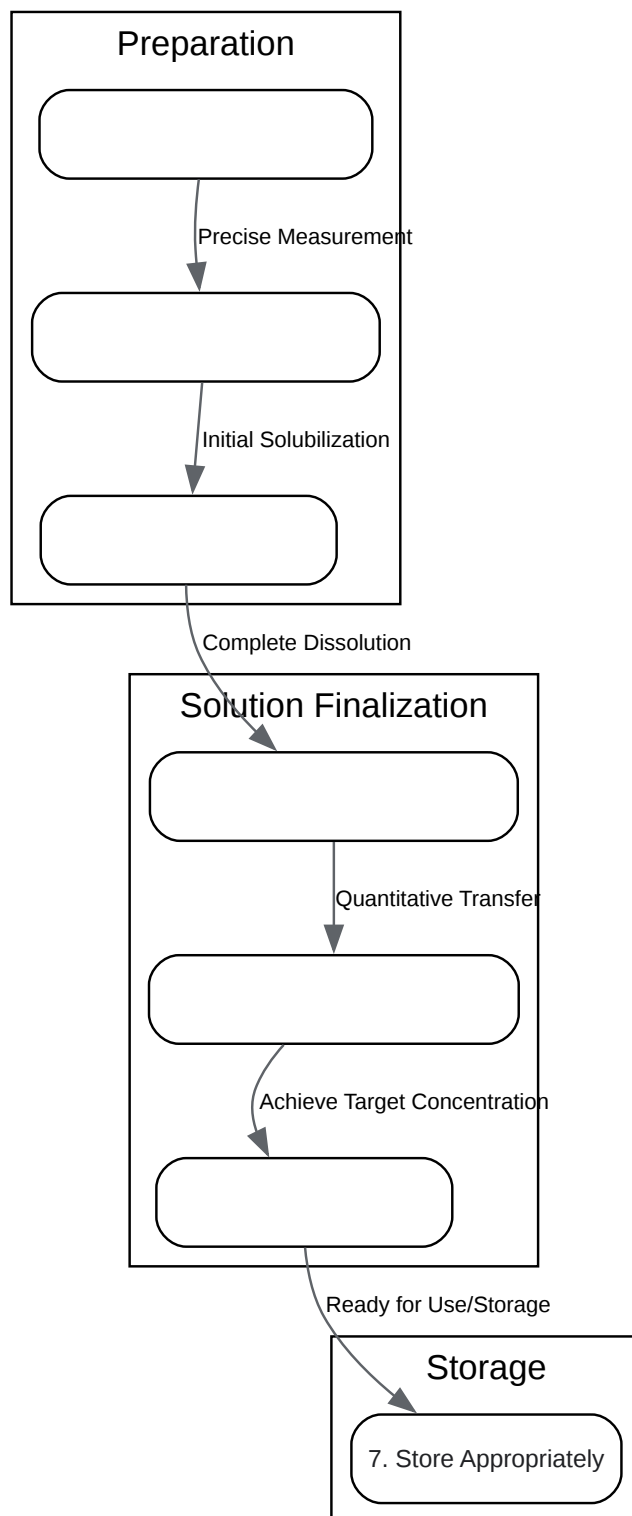 Preparation
Precise Measurement
Initial Solubilization
Complete Dissolution
Solution Finalization
Quantitative Transfer
Achieve Target Concentration
Ready for Use/Storage
Storage
7. Store Appropriately